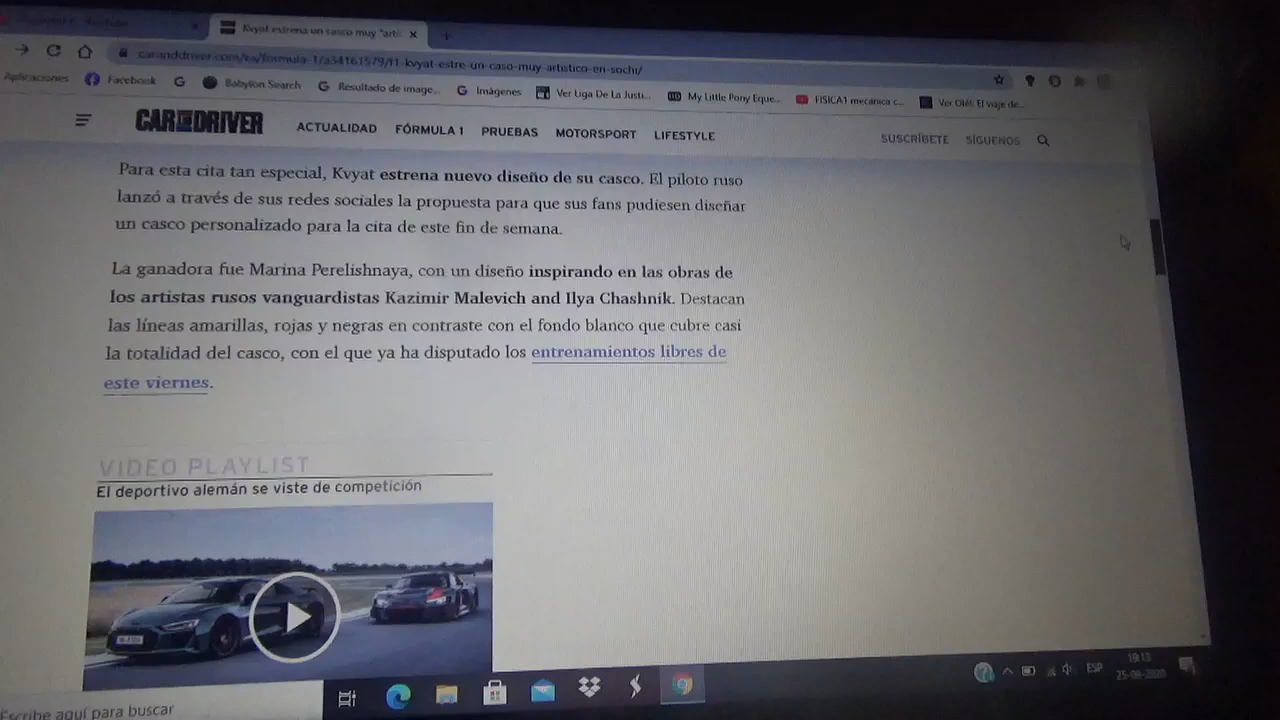 Kvyat estrena un casco muy "artís
caranddriver.com/es/formula-1/a34161579/f1-kvyat-estre-un-caso-muy-artistico-en-sochi/
Aplicaciones Facebook Babylon Search Resultado de image... Imágenes Ver Liga De La Justi... My Little Pony Eque... FISICA1 mecanica c... Ver Olé!: El viaje de...
CAR AND DRIVER ACTUALIDAD FÓRMULA 1 PRUEBAS MOTORSPORT LIFESTYLE SUSCRÍBETE SÍGUENOS
Para esta cita tan especial, Kvyat estrena nuevo diseño de su casco. El piloto ruso
lanzó a través de sus redes sociales la propuesta para que sus fans pudiesen diseñar
un casco personalizado para la cita de este fin de semana.
La ganadora fue Marina Perelishnaya, con un diseño inspirando en las obras de
los artistas rusos vanguardistas Kazimir Malevich and Ilya Chashnik. Destacan
las líneas amarillas, rojas y negras en contraste con el fondo blanco que cubre casi
la totalidad del casco, con el que ya ha disputado los entrenamientos libres de
este viernes.
VIDEO PLAYLIST
El deportivo alemán se viste de competición
Escribe aquí para buscar
ESP
19:13
25-09-2020